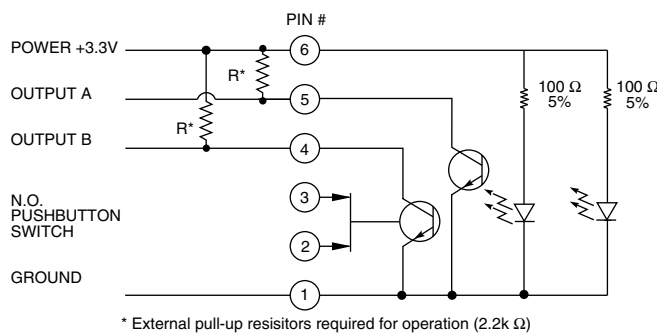 PIN #
POWER +3.3V
6
R*
100 Ω
5%
100 Ω
5%
OUTPUT A
5
R*
OUTPUT B
4
N.O.
PUSHBUTTON
SWITCH
3
2
GROUND
1
* External pull-up resisitors required for operation (2.2k Ω)